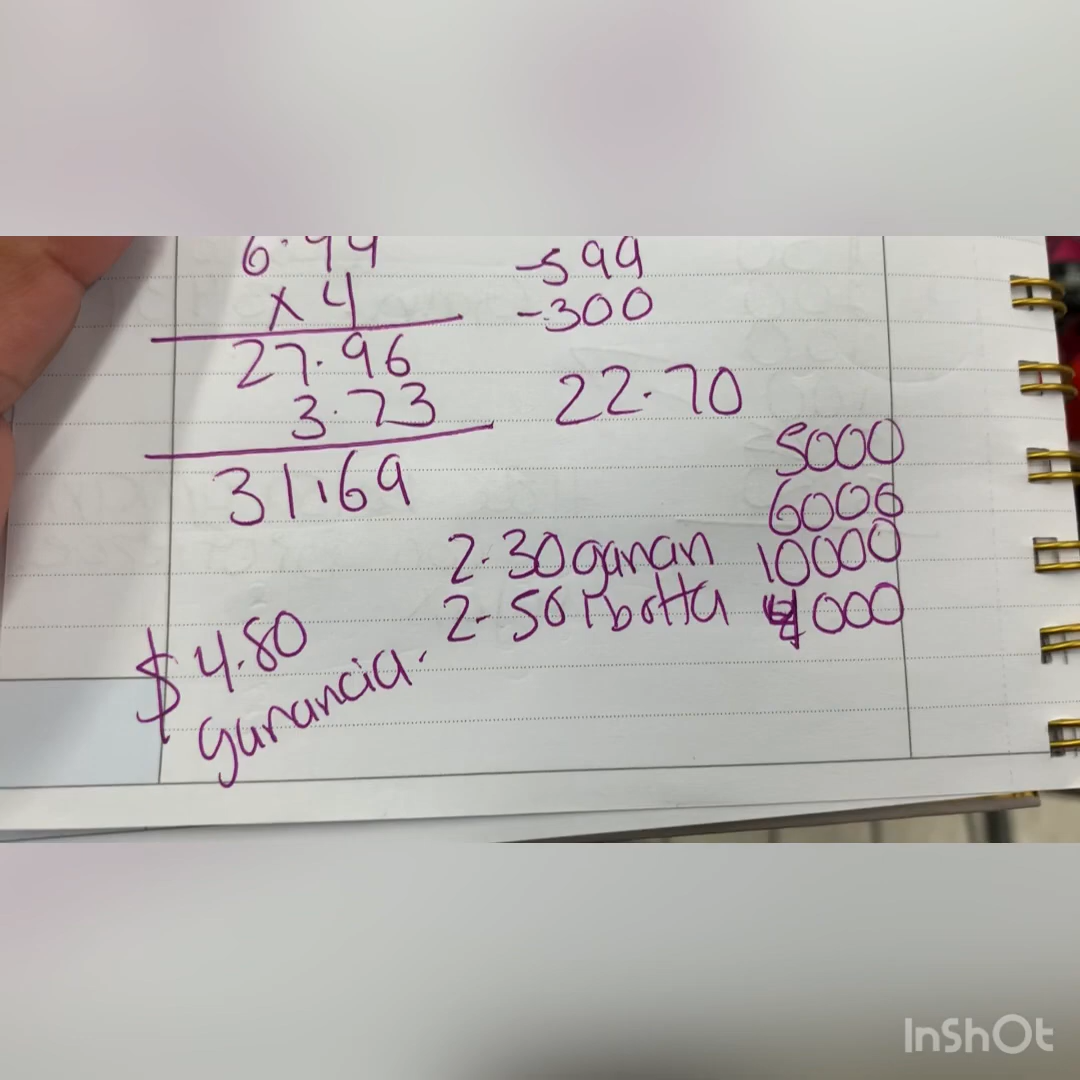 6.99
x 4
27.96
3.73
31.69
-599
-300
22.70
5000
6000
10000
4000
2.30 ganan
2.50 Ibotta
$4.80
ganancia.
InShOt